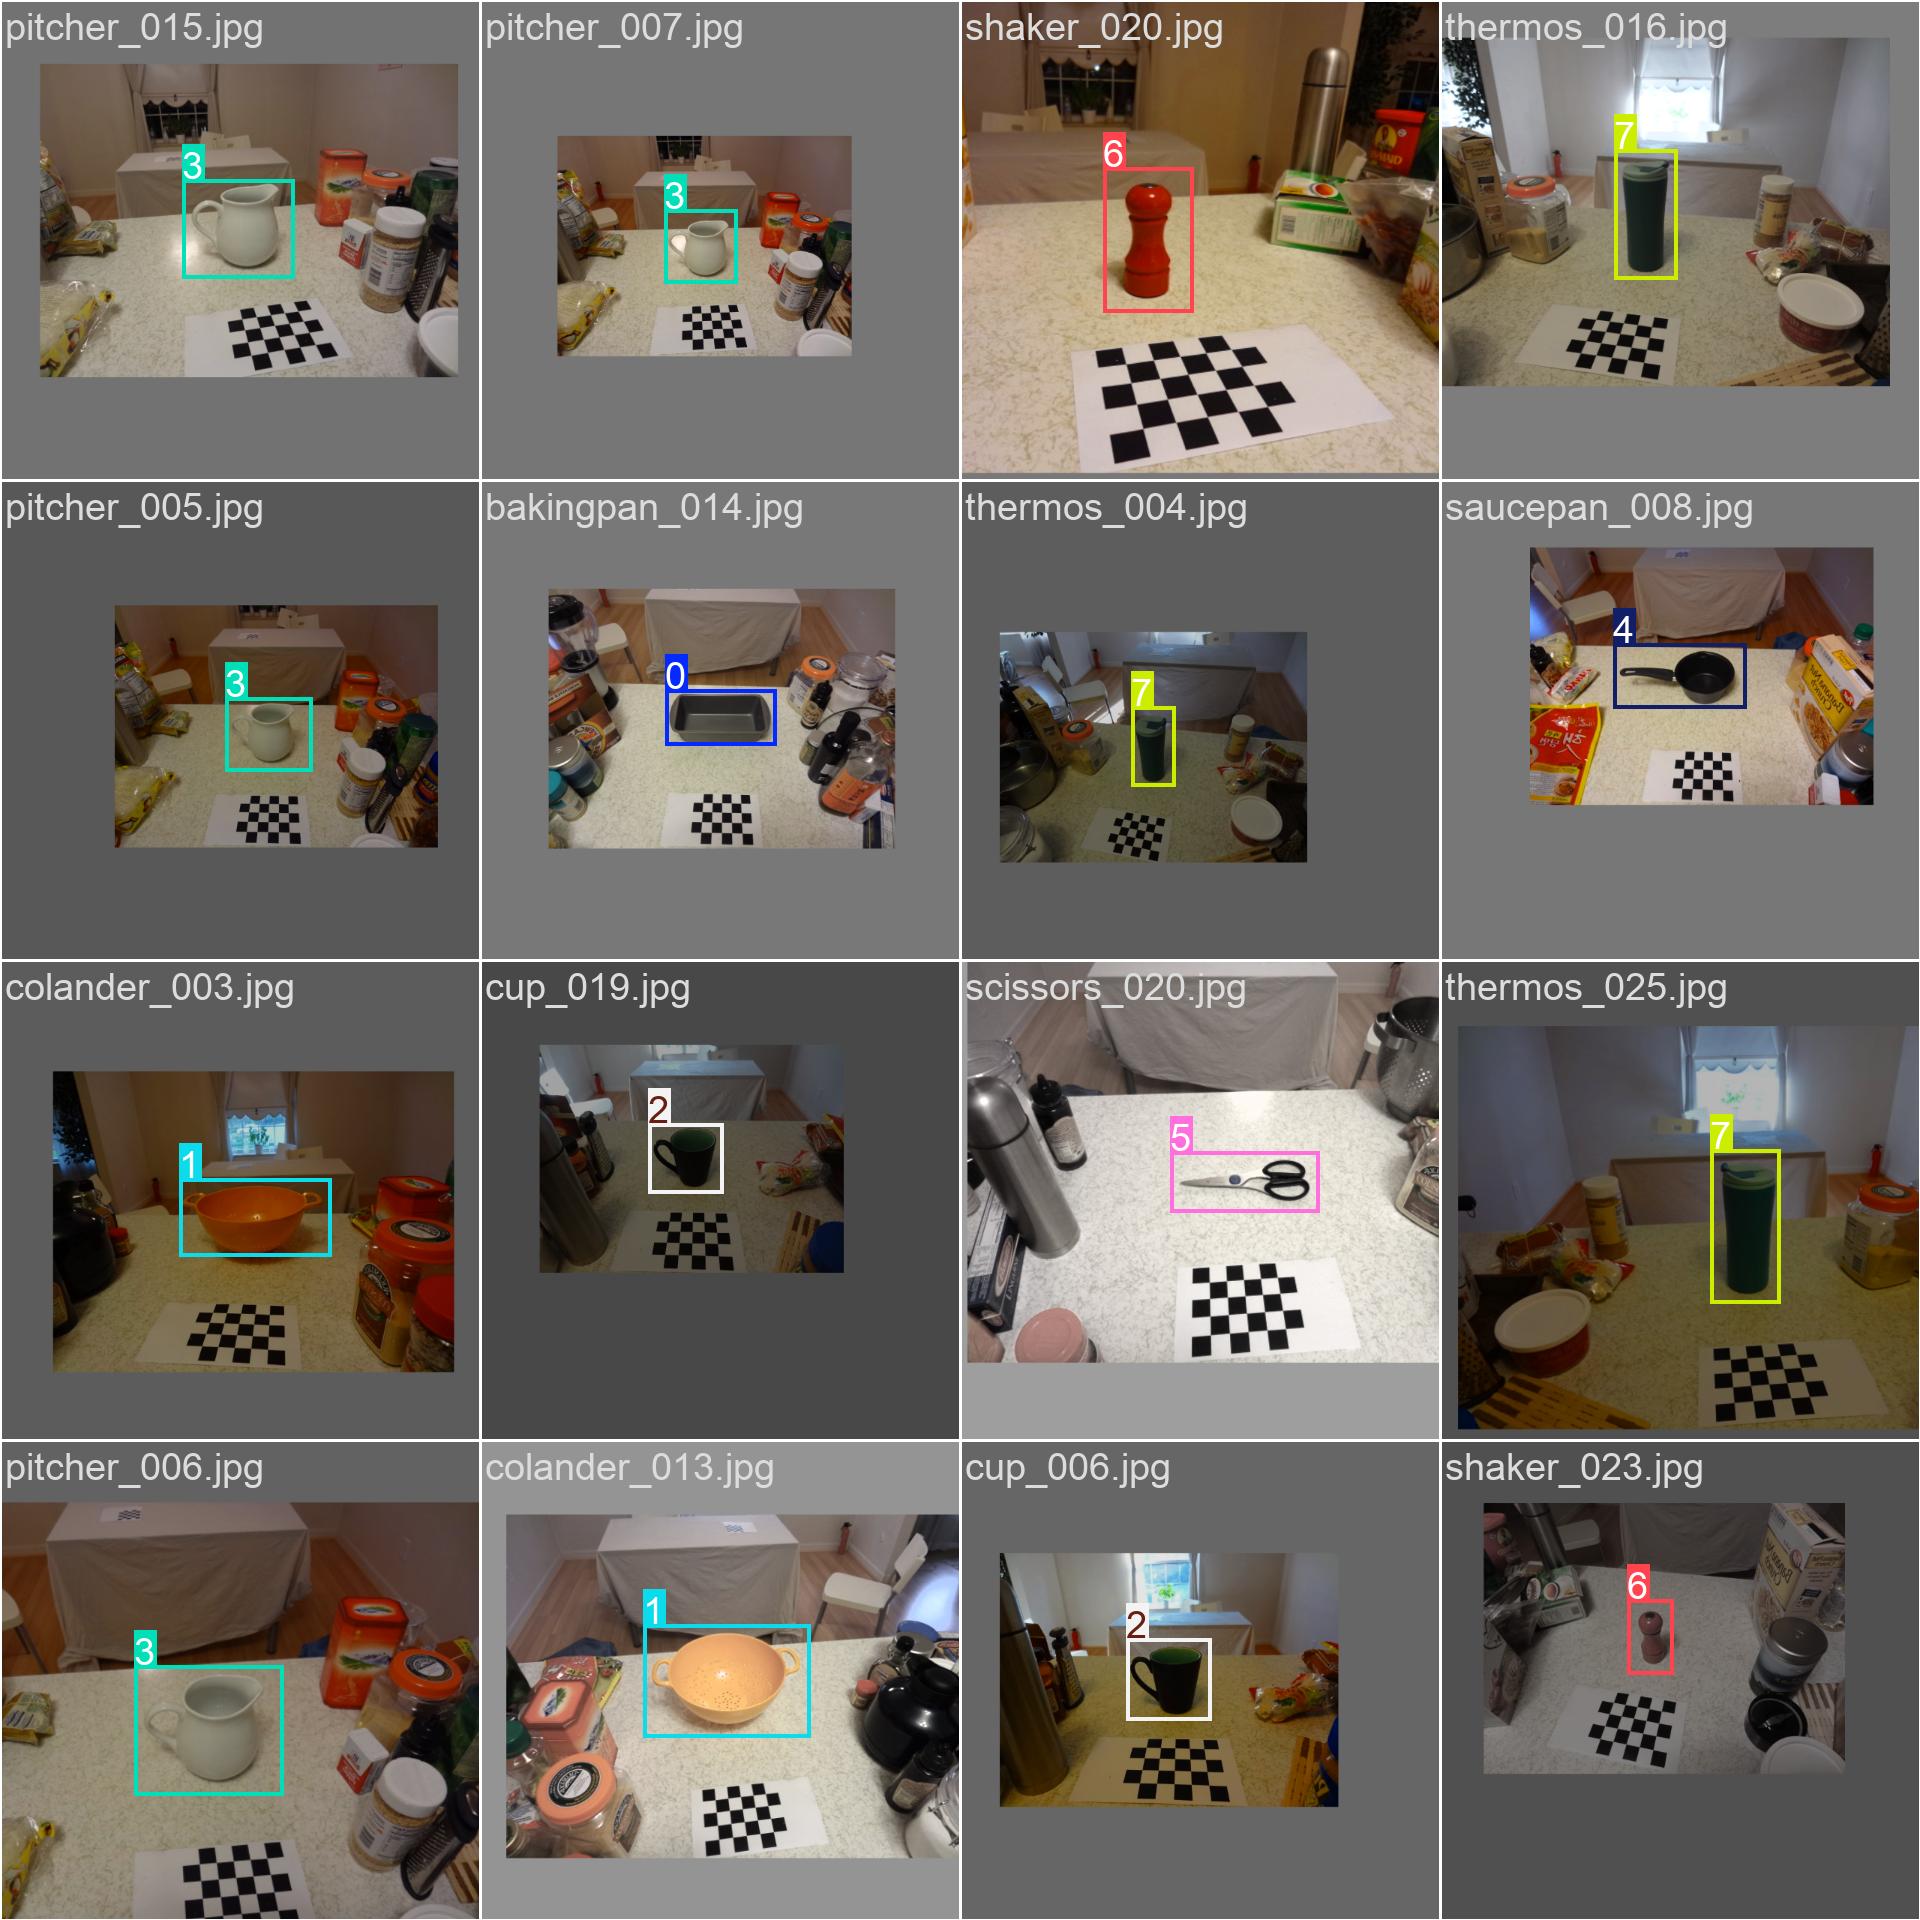 pitcher_015.jpg
pitcher_007.jpg
shaker_020.jpg
thermos_016.jpg
3
3
6
7
pitcher_005.jpg
bakingpan_014.jpg
thermos_004.jpg
saucepan_008.jpg
3
0
7
4
colander_003.jpg
cup_019.jpg
scissors_020.jpg
thermos_025.jpg
1
2
5
7
pitcher_006.jpg
colander_013.jpg
cup_006.jpg
shaker_023.jpg
3
1
2
6